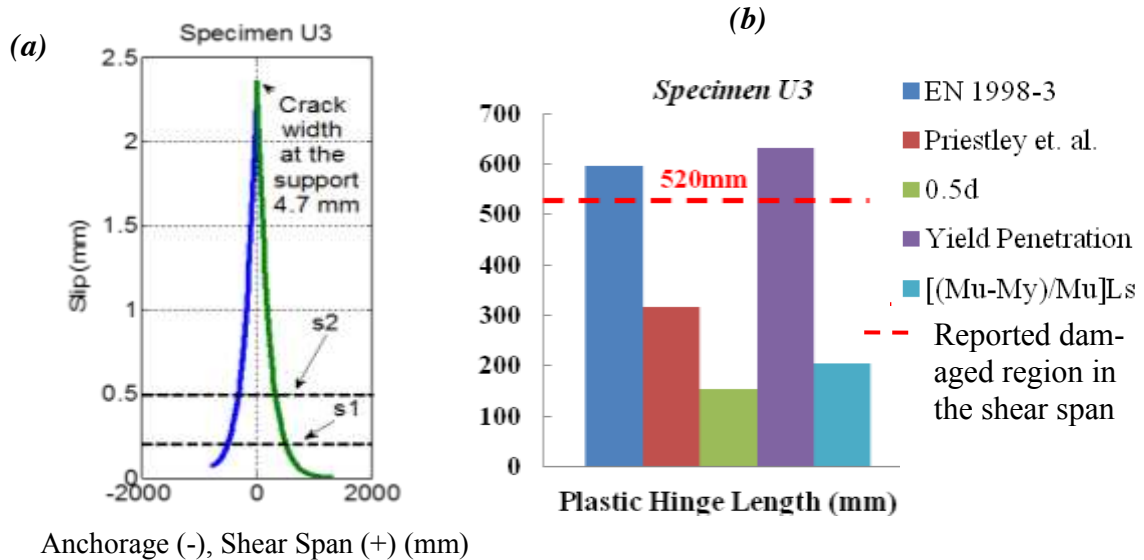 (a)
Specimen U3
2.5
2
1.5
1
0.5
0
Slip(mm)
Crack
width
at the
support
4.7 mm
s2
s1
-2000
0
2000
Anchorage (-), Shear Span (+) (mm)
(b)
Specimen U3
700
600
500
400
300
200
100
0
520mm
Plastic Hinge Length (mm)
EN 1998-3
Priestley et. al.
0.5d
Yield Penetration
[(Mu-My)/Mu]Ls
Reported dam-
aged region in
the shear span